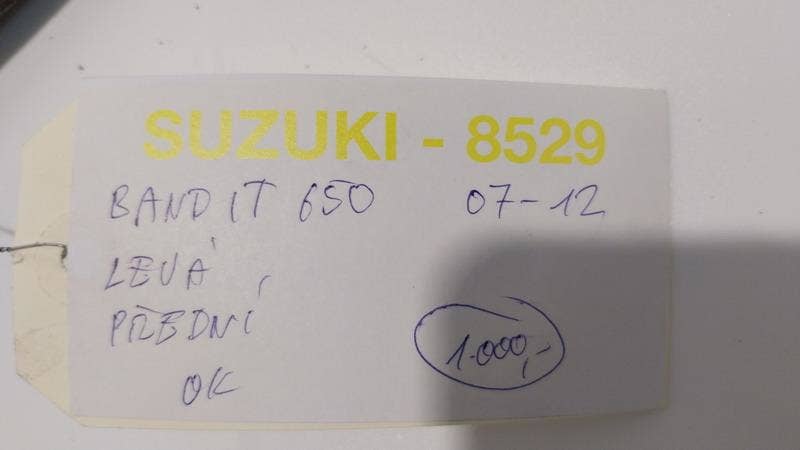 SUZUKI - 8529
BANDIT 650 07-12
LEVÁ
PŘEDNÍ
OK
1.000,-